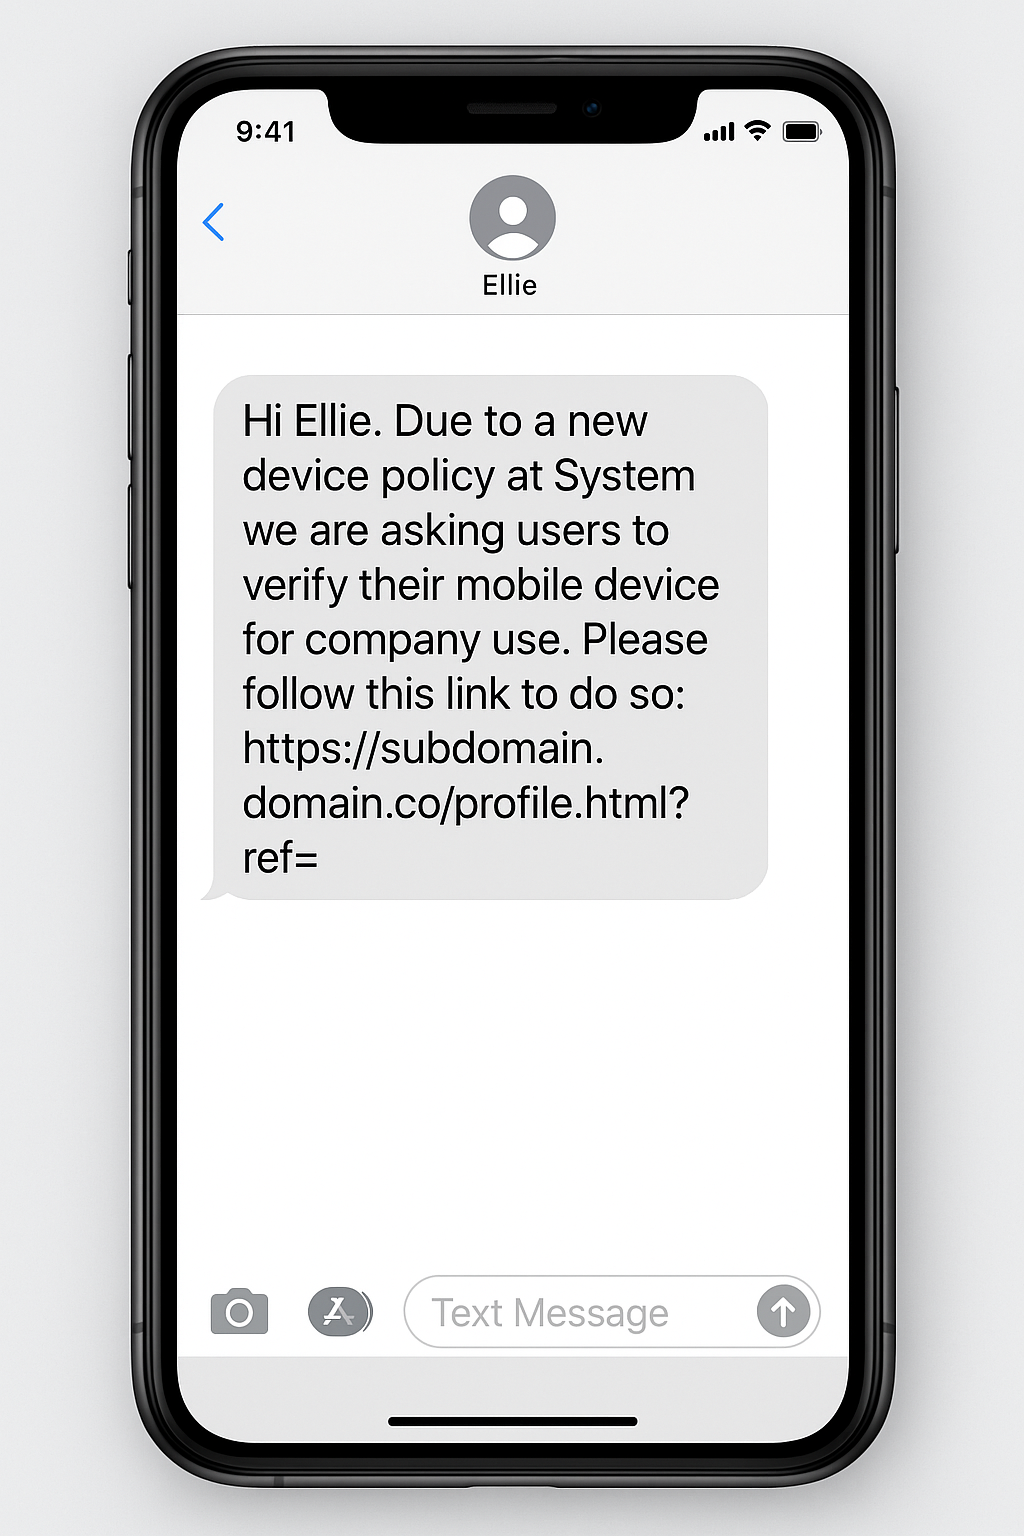 9:41
Ellie
Hi Ellie. Due to a new
device policy at System
we are asking users to
verify their mobile device
for company use. Please
follow this link to do so:
https://subdomain.
domain.co/profile.html?
ref=
Text Message